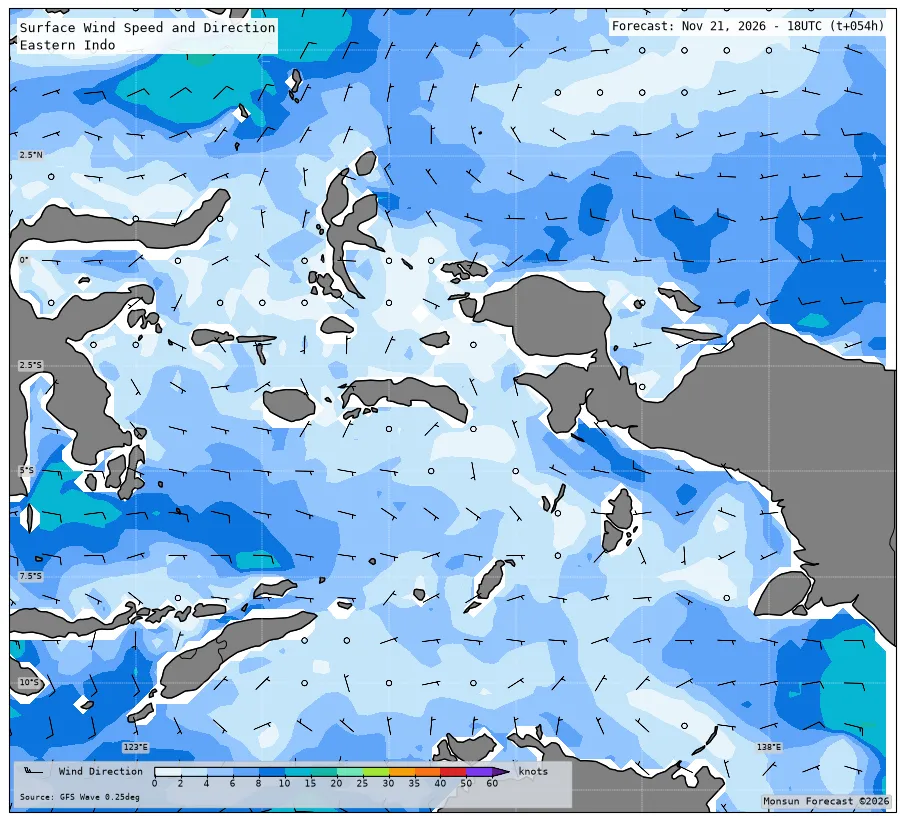 Surface Wind Speed and Direction
Eastern Indo
Forecast: Nov 21, 2026 - 18UTC (t+054h)
2.5°N
0°
2.5°S
5°S
7.5°S
10°S
123°E
138°E
Wind Direction
0 2 4 6 8 10 15 20 25 30 35 40 50 60
knots
Source: GFS Wave 0.25deg
Monsun Forecast ©2026